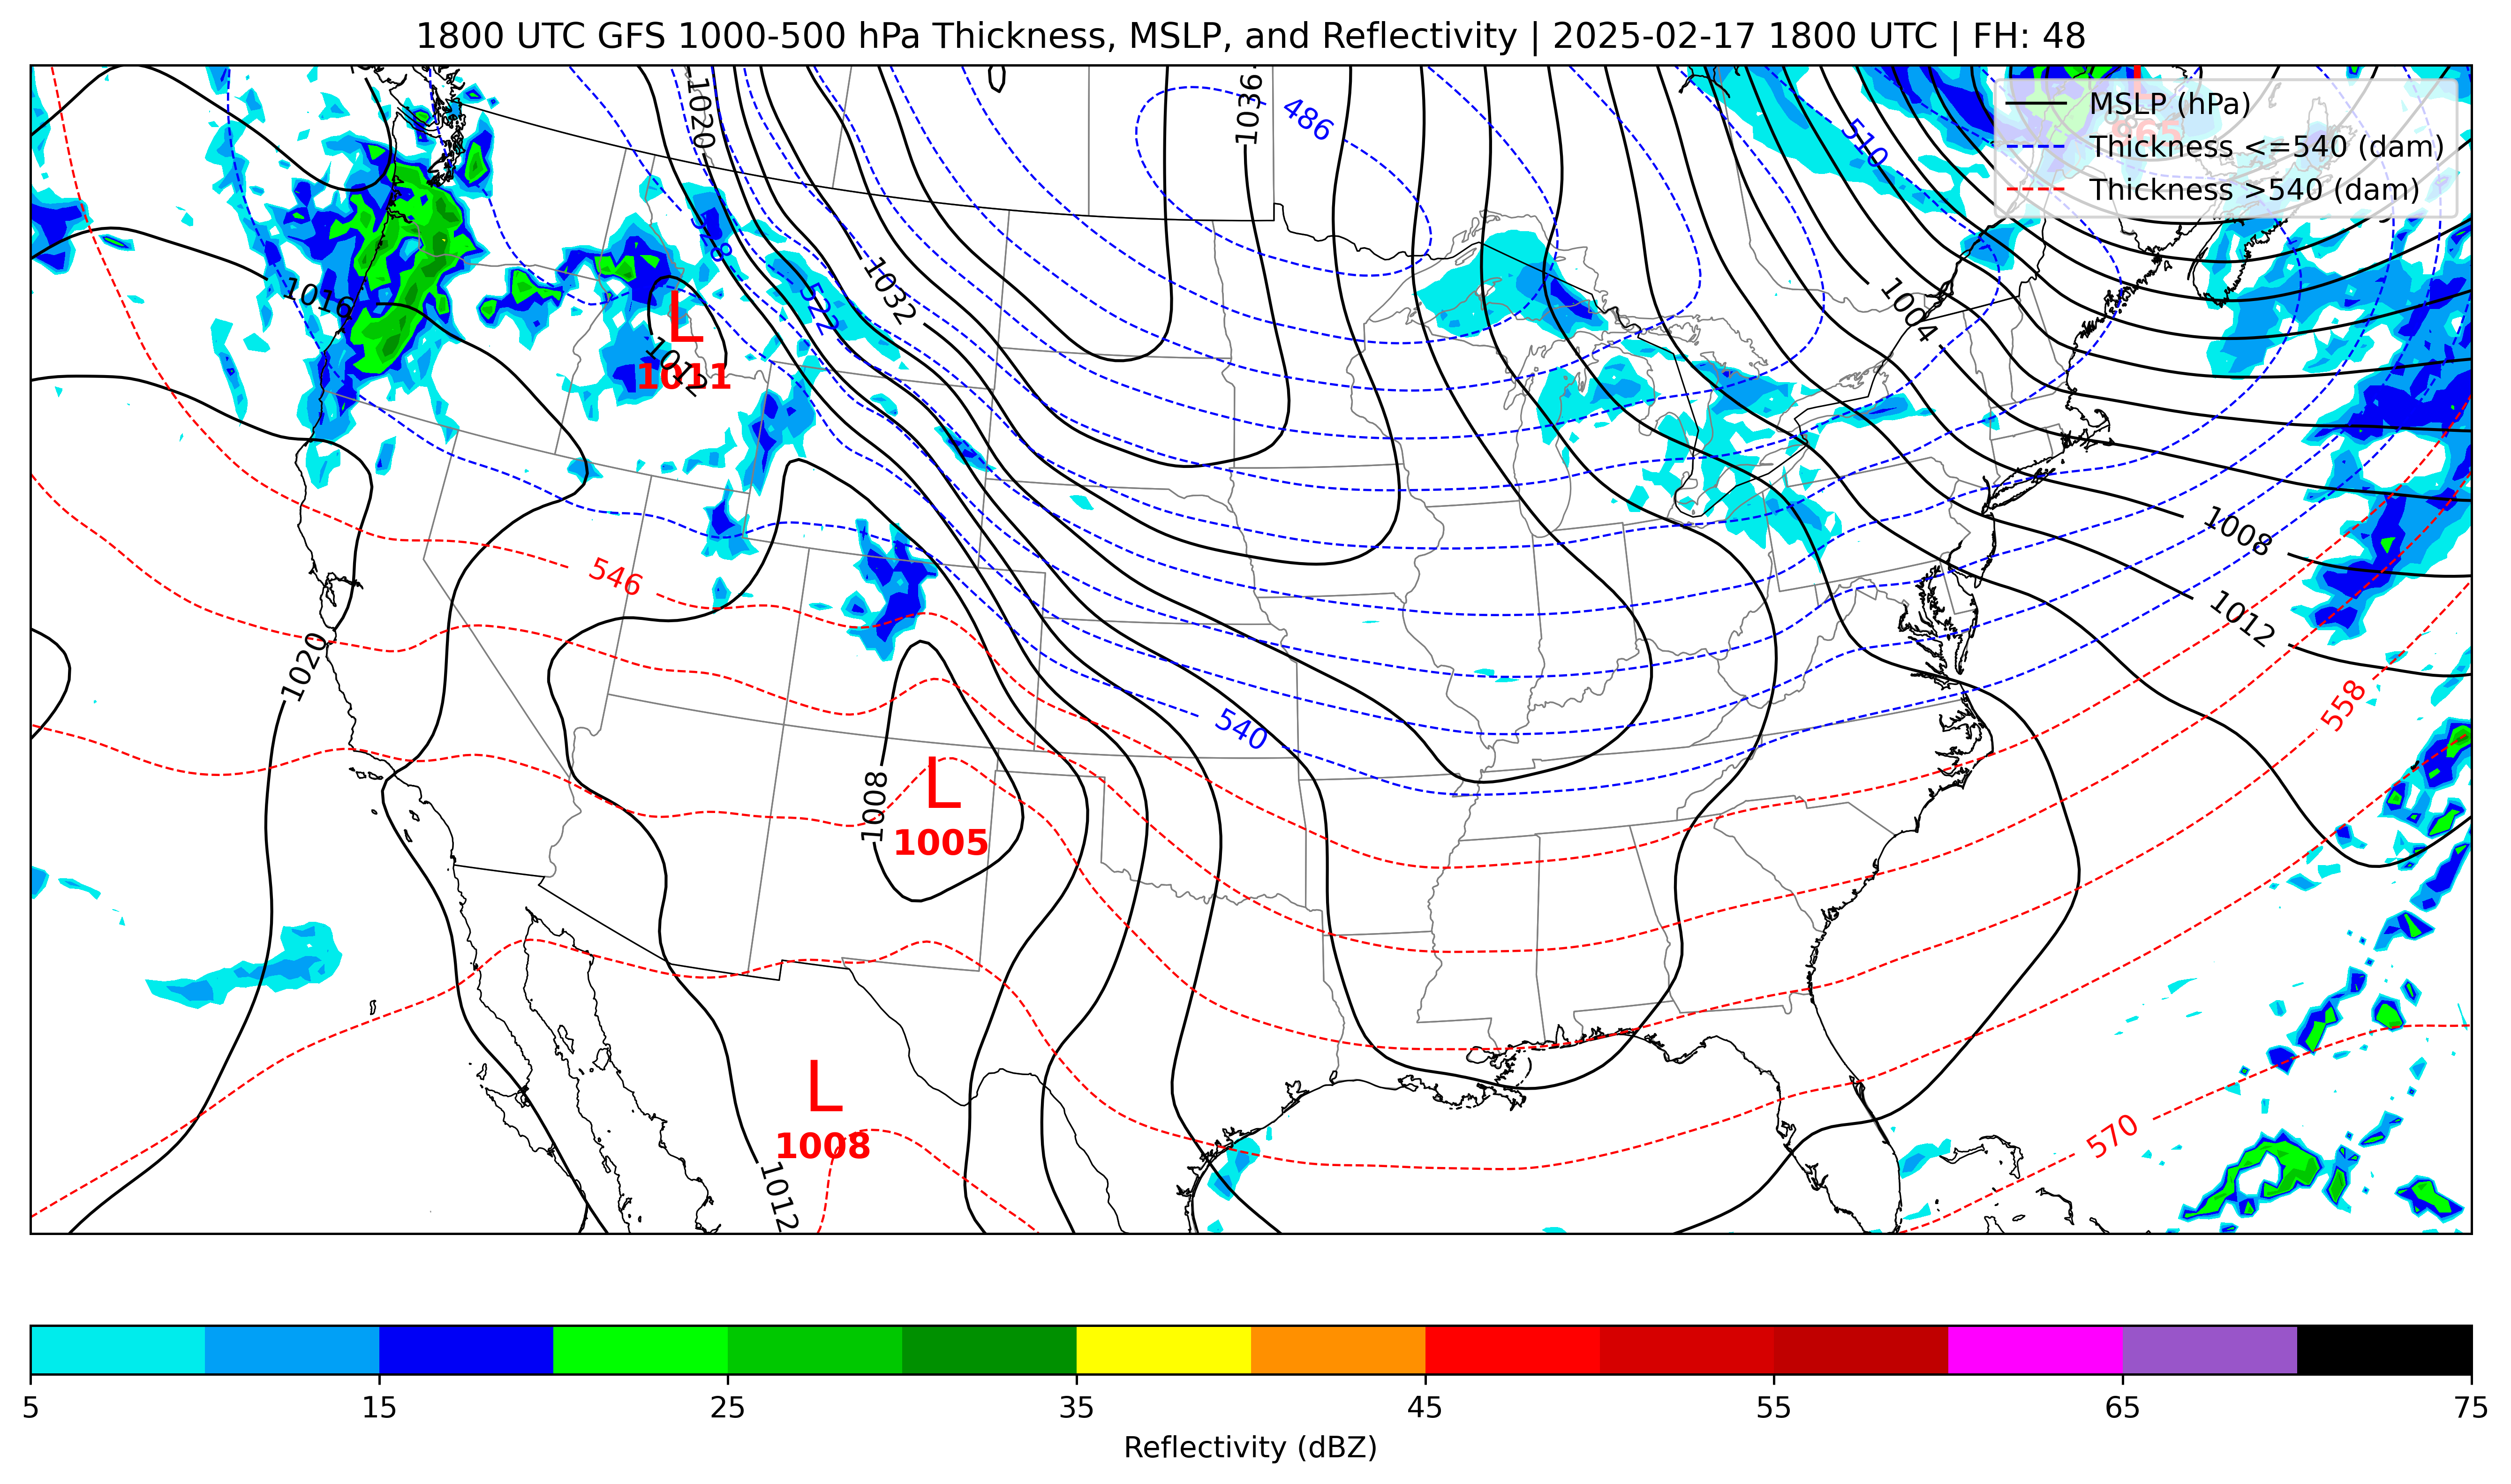 1800 UTC GFS 1000-500 hPa Thickness, MSLP, and Reflectivity | 2025-02-17 1800 UTC | FH: 48
MSLP (hPa)
Thickness <=540 (dam)
Thickness >540 (dam)
L
965
1020
1036
486
510
528
1016
522
1032
1004
L
1012
1011
546
1008
1012
1020
558
540
L
1008
1005
L
1008
1012
570
5 15 25 35 45 55 65 75
Reflectivity (dBZ)